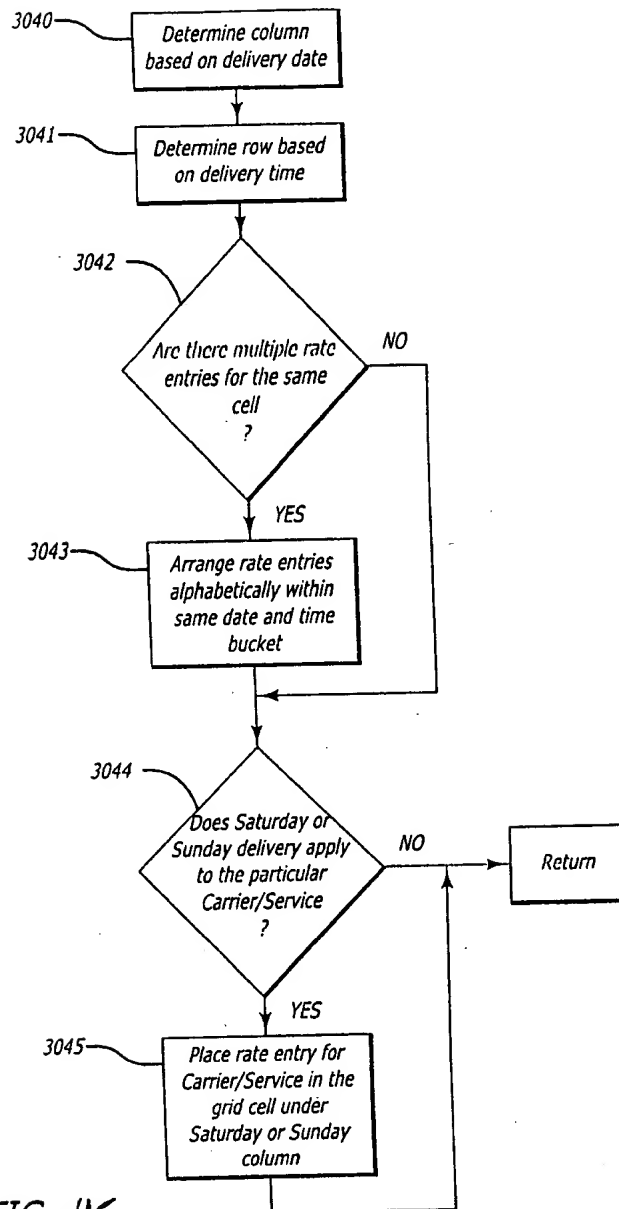 3040
Determine column
based on delivery date
3041
Determine row based
on delivery time
3042
Are there multiple rate
entries for the same
cell
?
NO
YES
3043
Arrange rate entries
alphabetically within
same date and time
bucket
3044
Does Saturday or
Sunday delivery apply
to the particular
Carrier/Service
?
NO
Return
YES
3045
Place rate entry for
Carrier/Service in the
grid cell under
Saturday or Sunday
column